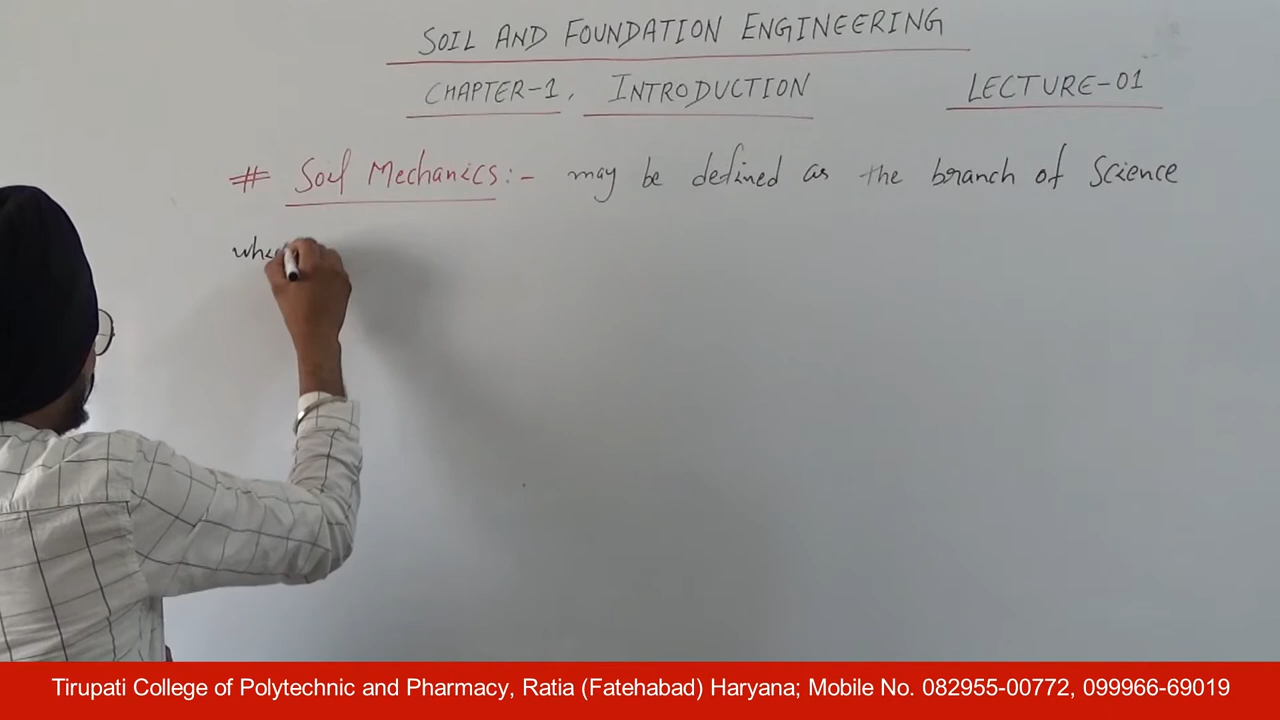 SOIL AND FOUNDATION ENGINEERING
CHAPTER-1, INTRODUCTION LECTURE-01
# Soil Mechanics:- may be defined as the branch of Science
Tirupati College of Polytechnic and Pharmacy, Ratia (Fatehabad) Haryana; Mobile No. 082955-00772, 099966-69019